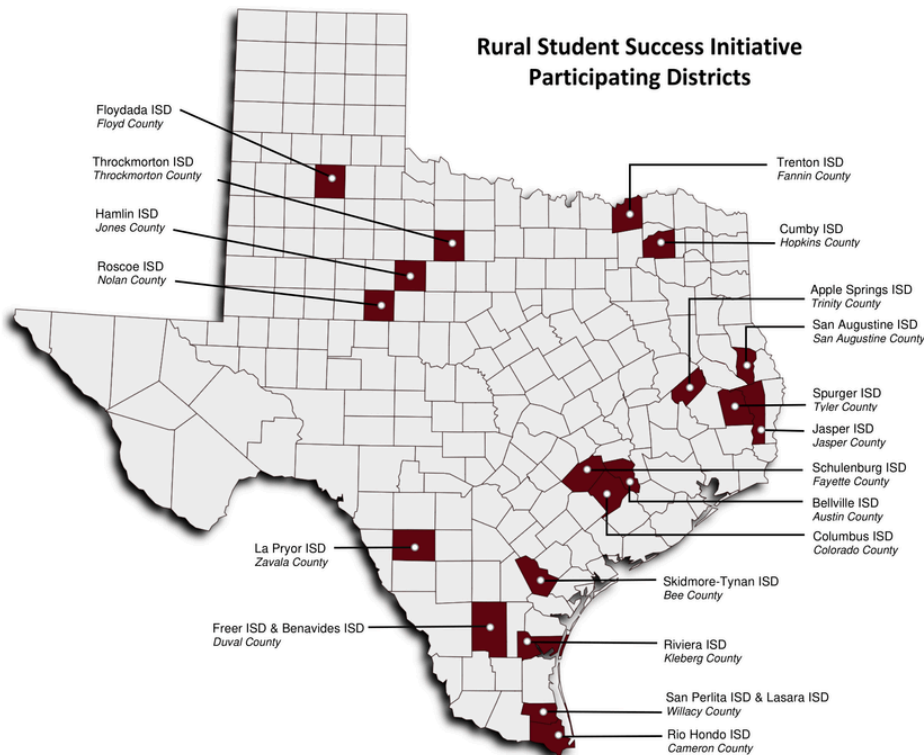 Rural Student Success Initiative
Participating Districts
Floydada ISD
Floyd County
Throckmorton ISD
Throckmorton County
Hamlin ISD
Jones County
Roscoe ISD
Nolan County
Trenton ISD
Fannin County
Cumby ISD
Hopkins County
Apple Springs ISD
Trinity County
San Augustine ISD
San Augustine County
Spurger ISD
Tyler County
Jasper ISD
Jasper County
Schulenburg ISD
Fayette County
Bellville ISD
Austin County
Columbus ISD
Colorado County
La Pryor ISD
Zavala County
Skidmore-Tynan ISD
Bee County
Freer ISD & Benavides ISD
Duval County
Riviera ISD
Kleberg County
San Perlita ISD & Lasara ISD
Willacy County
Rio Hondo ISD
Cameron County